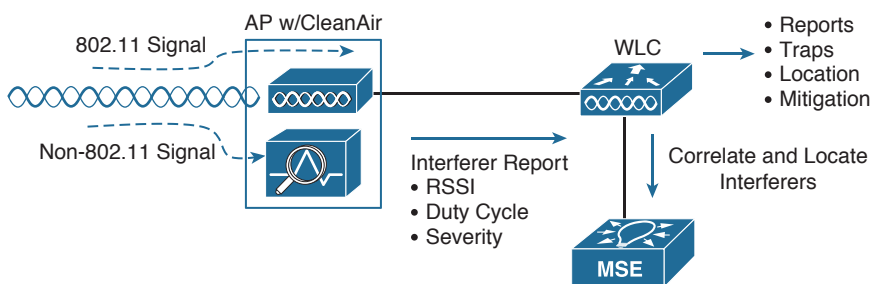 AP w/CleanAir
802.11 Signal
Non-802.11 Signal
Interferer Report
• RSSI
• Duty Cycle
• Severity
WLC
• Reports
• Traps
• Location
• Mitigation
Correlate and Locate
Interferers
MSE